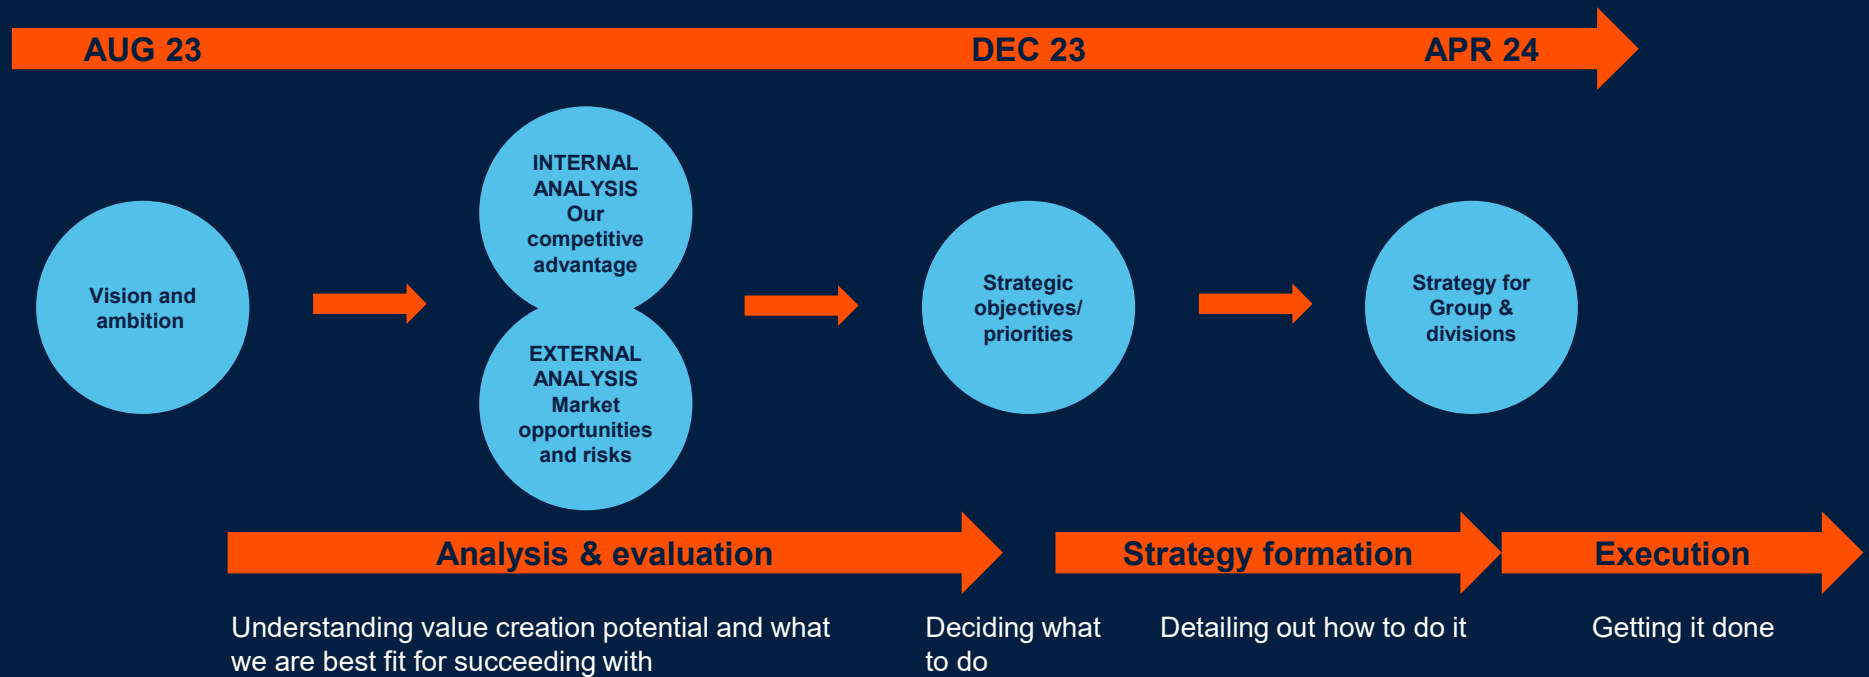 AUG 23
DEC 23
APR 24
Vision and
ambition
INTERNAL
ANALYSIS
Our
competitive
advantage
EXTERNAL
ANALYSIS
Market
opportunities
and risks
Strategic
objectives/
priorities
Strategy for
Group &
divisions
Analysis & evaluation
Strategy formation
Execution
Understanding value creation potential and what
we are best fit for succeeding with
Deciding what
to do
Detailing out how to do it
Getting it done